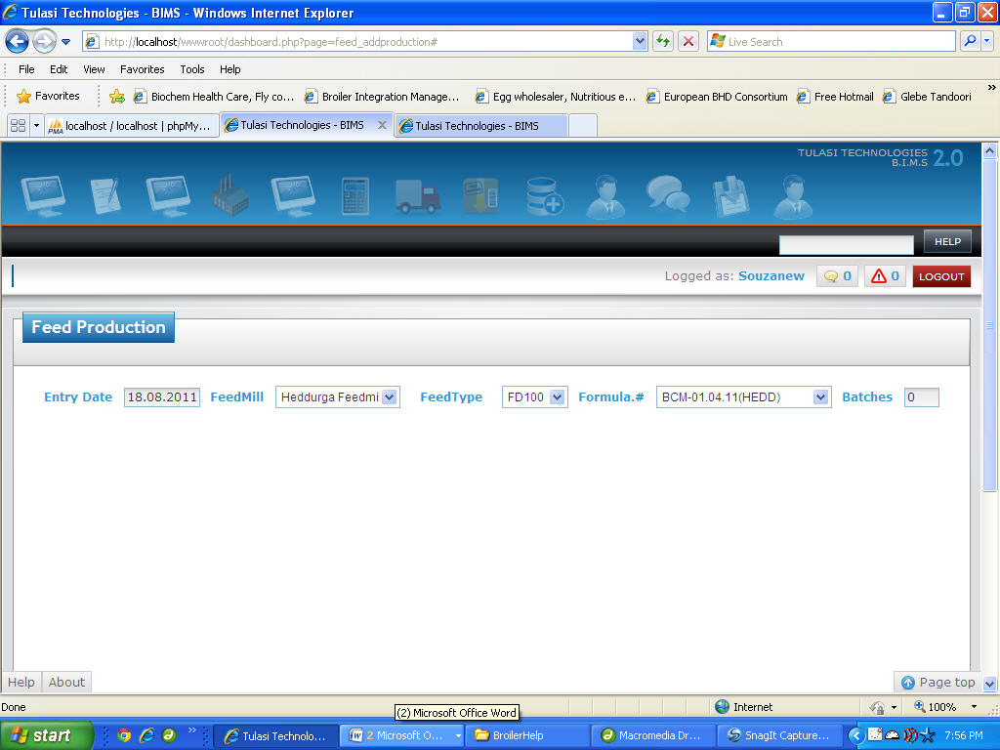 Tulasi Technologies - BIMS - Windows Internet Explorer
http://localhost/wwwroot/dashboard.php?page=feed_addproduction#
Live Search
File Edit View Favorites Tools Help
Favorites Biochem Health Care, Fly co... Broiler Integration Manage... Egg wholesaler, Nutritious e... European BHD Consortium Free Hotmail Glebe Tandoori »
PMA localhost / localhost | phpMy... Tulasi Technologies - BIMS Tulasi Technologies - BIMS
TULASI TECHNOLOGIES 2.0
B.I.M.S
HELP
Logged as: Souzanew 0 0 LOGOUT
Feed Production
Entry Date 18.08.2011 FeedMill Heddurga Feedmi FeedType FD100 Formula.# BCM-01.04.11(HEDD) Batches 0
Help About Page top
Done Internet 100%
(2) Microsoft Office Word
start » Tulasi Technolo... 2 Microsoft O... BroilerHelp Macromedia Dr... SnagIt Capture... 7:56 PM